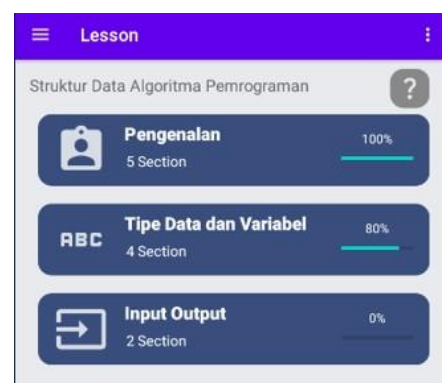 Lesson
Struktur Data Algoritma Pemrograman
?
Pengenalan
100%
5 Section
ABC
Tipe Data dan Variabel
80%
4 Section
Input Output
0%
2 Section